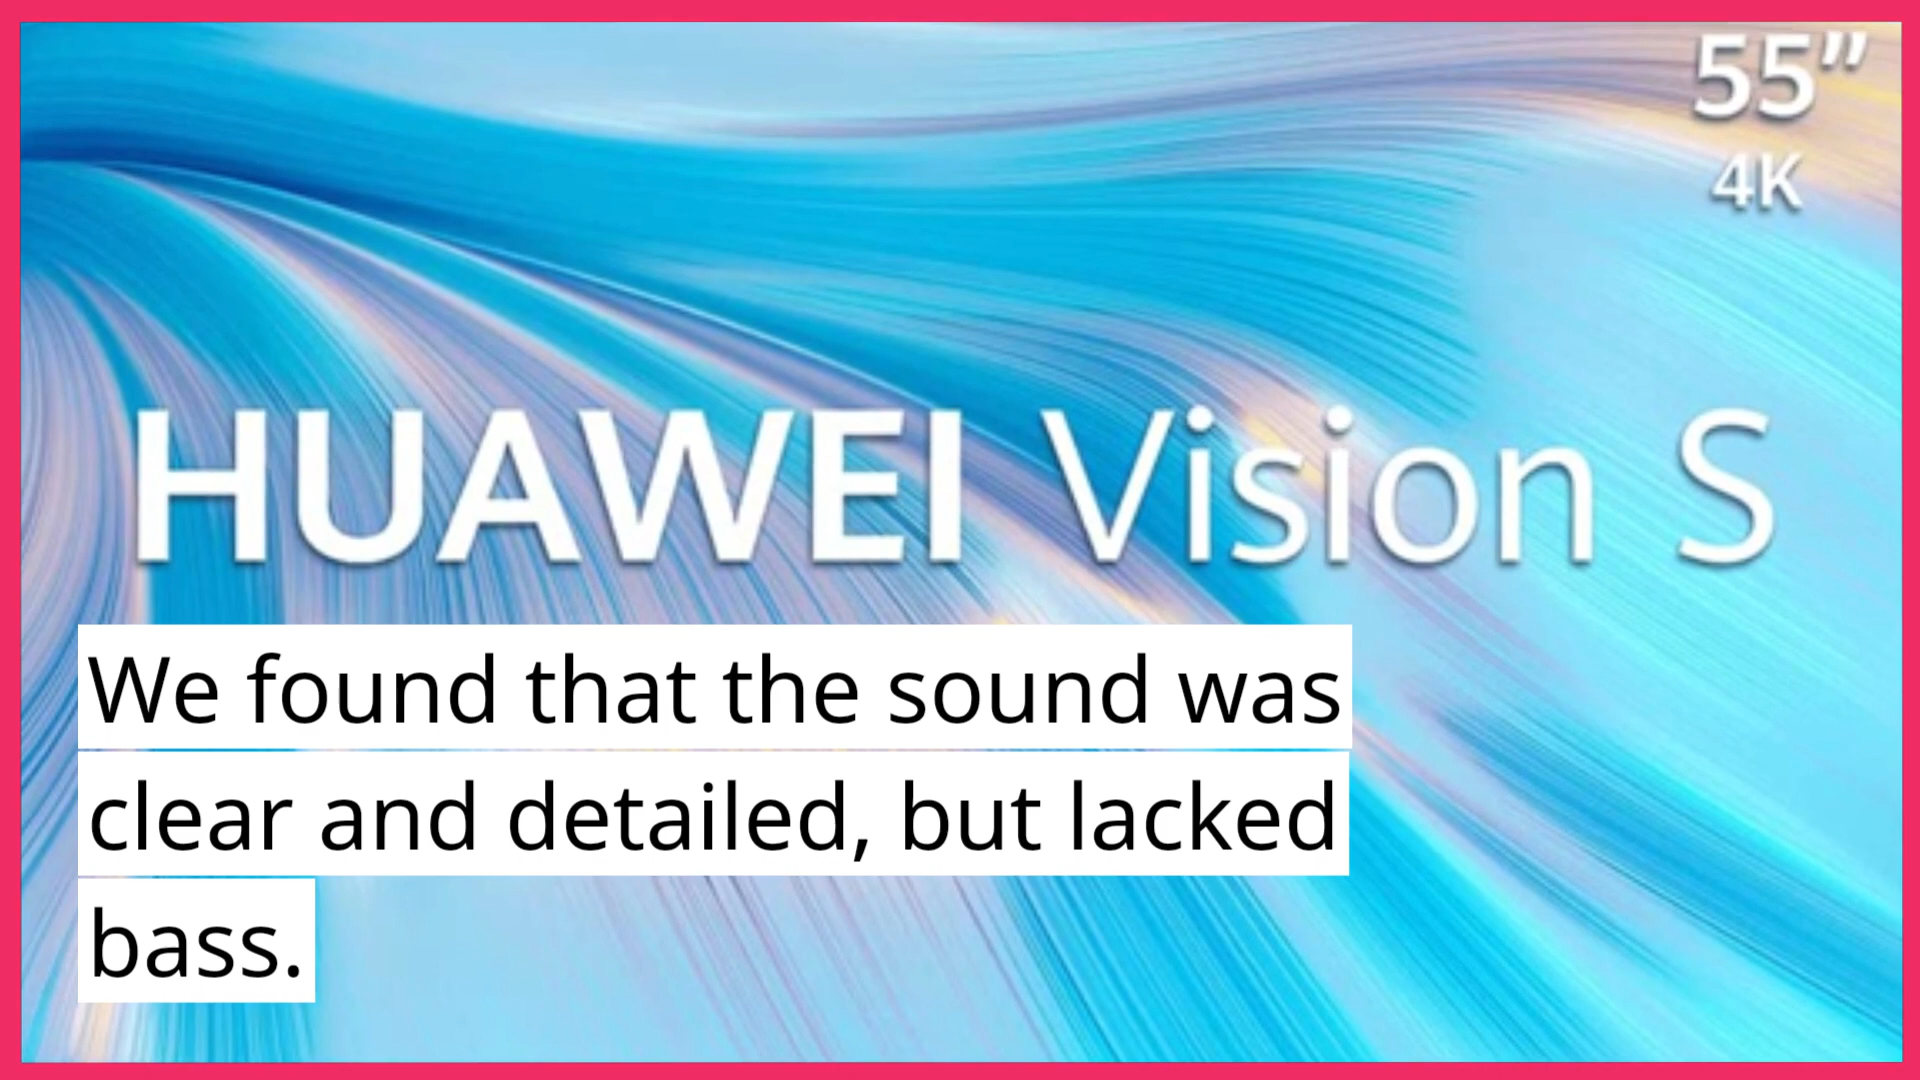 55”
4K
HUAWEI Vision S
We found that the sound was
clear and detailed, but lacked
bass.